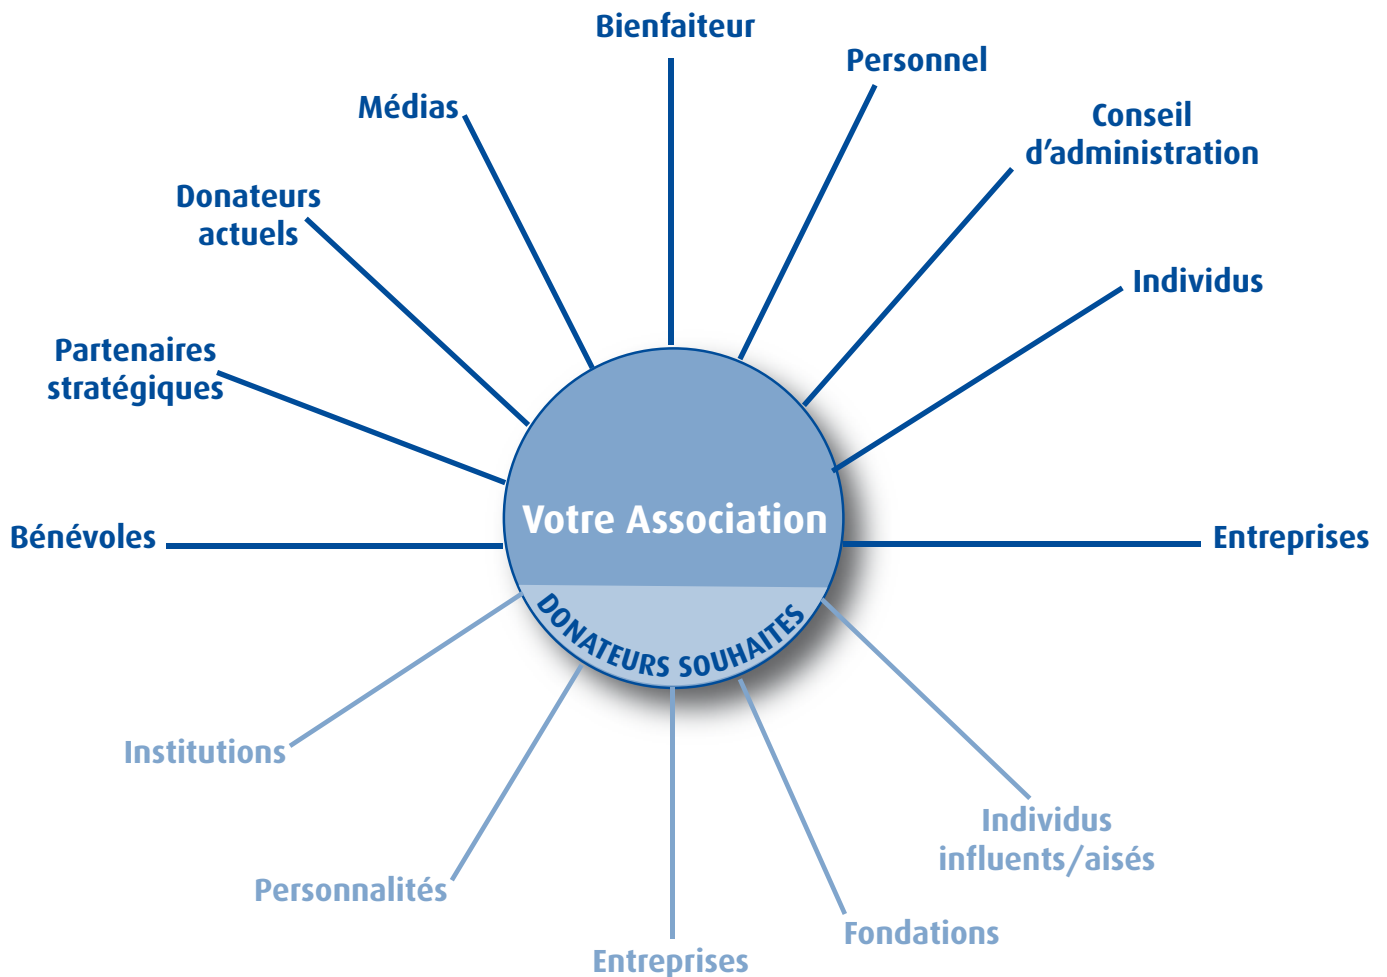 Bienfaiteur
Personnel
Médias
Conseil
d'administration
Donateurs
actuels
Individus
Partenaires
stratégiques
Votre Association
Bénévoles
Entreprises
DONATEURS SOUHAITES
Institutions
Individus
influents/aisés
Personnalités
Fondations
Entreprises